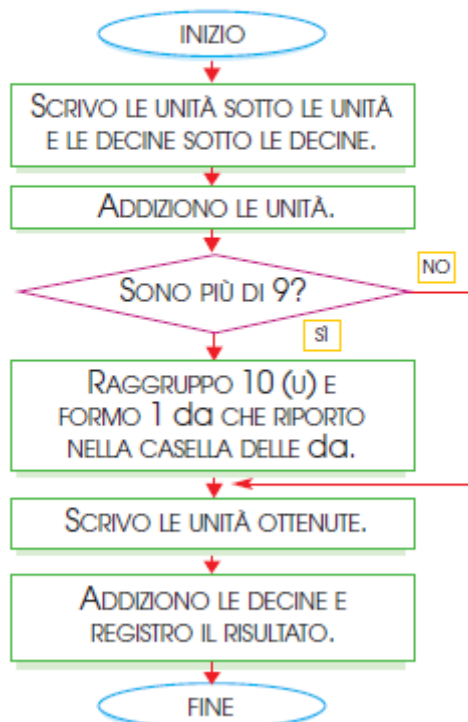 INIZIO
SCRIVO LE UNITÀ SOTTO LE UNITÀ
E LE DECINE SOTTO LE DECINE.
ADDIZIONO LE UNITÀ.
SONO PIÙ DI 9?
NO
SÌ
RAGGRUPPO 10 (U) E
FORMO 1 da CHE RIPORTO
NELLA CASELLA DELLE da.
SCRIVO LE UNITÀ OTTENUTE.
ADDIZIONO LE DECINE E
REGISTRO IL RISULTATO.
FINE